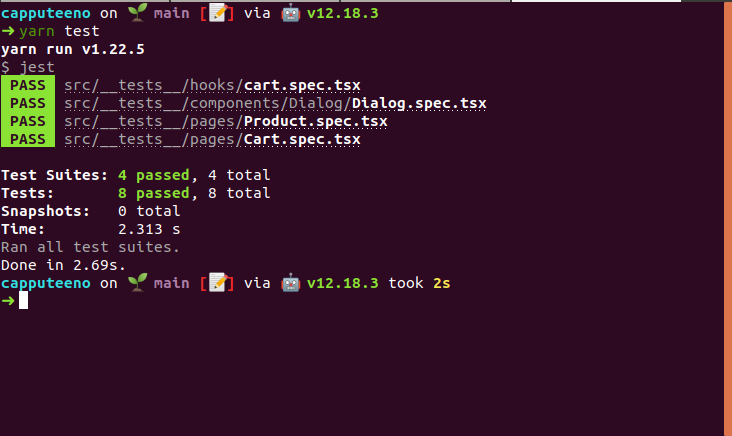 capputeeno on 🌱 main [📝] via 🤖 v12.18.3
➜ yarn test
yarn run v1.22.5
$ jest
PASS src/__tests__/hooks/cart.spec.tsx
PASS src/__tests__/components/Dialog/Dialog.spec.tsx
PASS src/__tests__/pages/Product.spec.tsx
PASS src/__tests__/pages/Cart.spec.tsx
Test Suites: 4 passed, 4 total
Tests: 8 passed, 8 total
Snapshots: 0 total
Time: 2.313 s
Ran all test suites.
Done in 2.69s.
capputeeno on 🌱 main [📝] via 🤖 v12.18.3 took 2s
➜